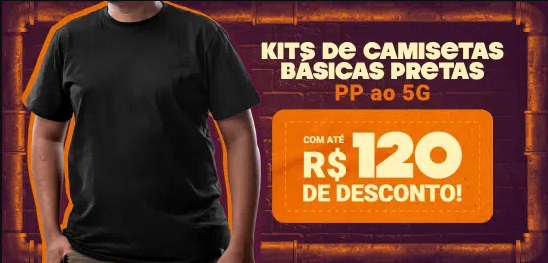 KITS DE CAMISETAS
BÁSICAS PRETAS
PP ao 5G
COM ATÉ
R$ 120
DE DESCONTO!